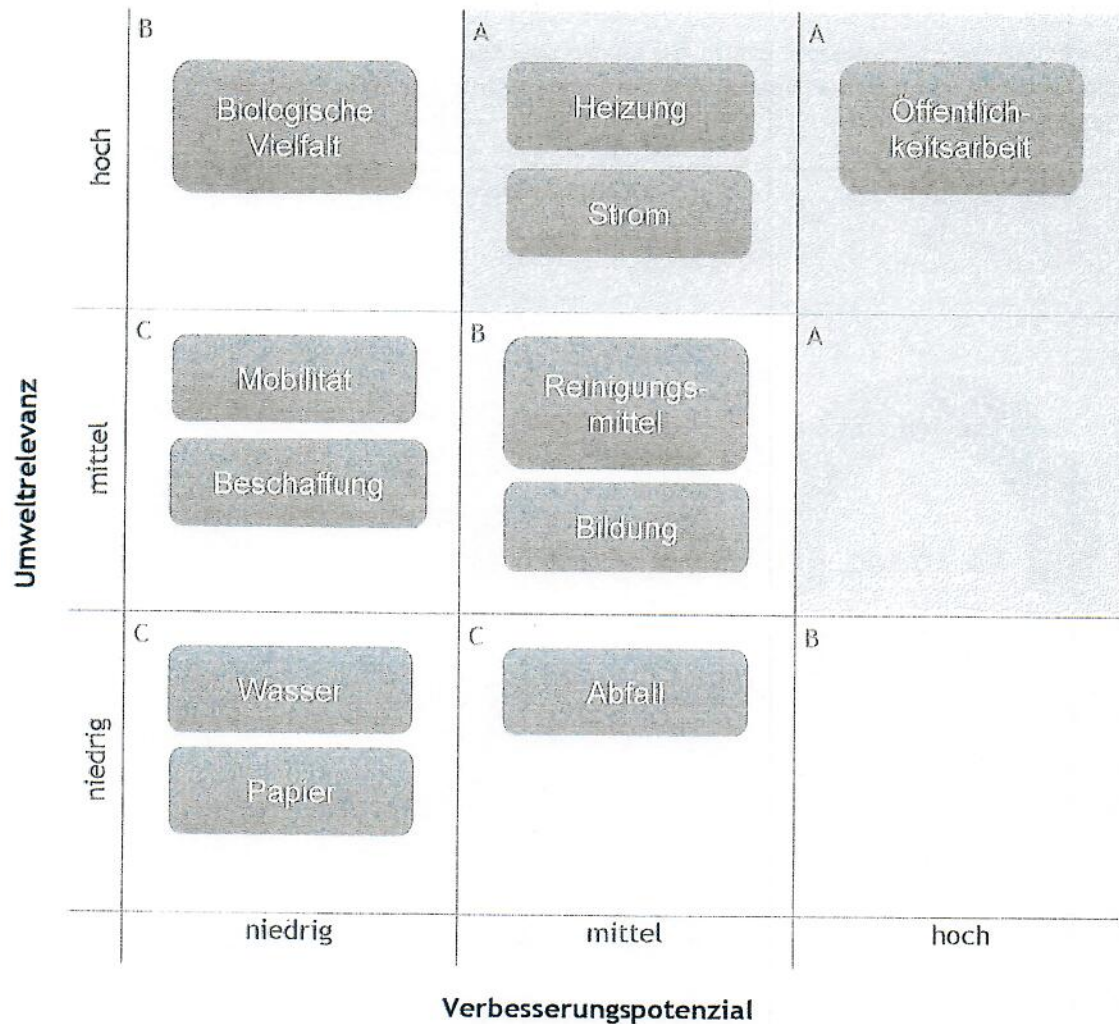 B
A
A
Biologische
Vielfalt
Heizung
Strom
Öffentlich-
keitsarbeit
hoch
C
B
A
Mobilität
Beschaffung
Reinigungs-
mittel
Bildung
mittel
Umweltrelevanz
C
C
B
Wasser
Papier
Abfall
niedrig
niedrig
mittel
hoch
Verbesserungspotenzial